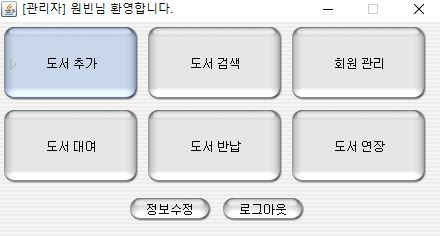 [관리자] 원빈님 환영합니다.
도서 추가 도서 검색 회원 관리
도서 대여 도서 반납 도서 연장
정보수정 로그아웃